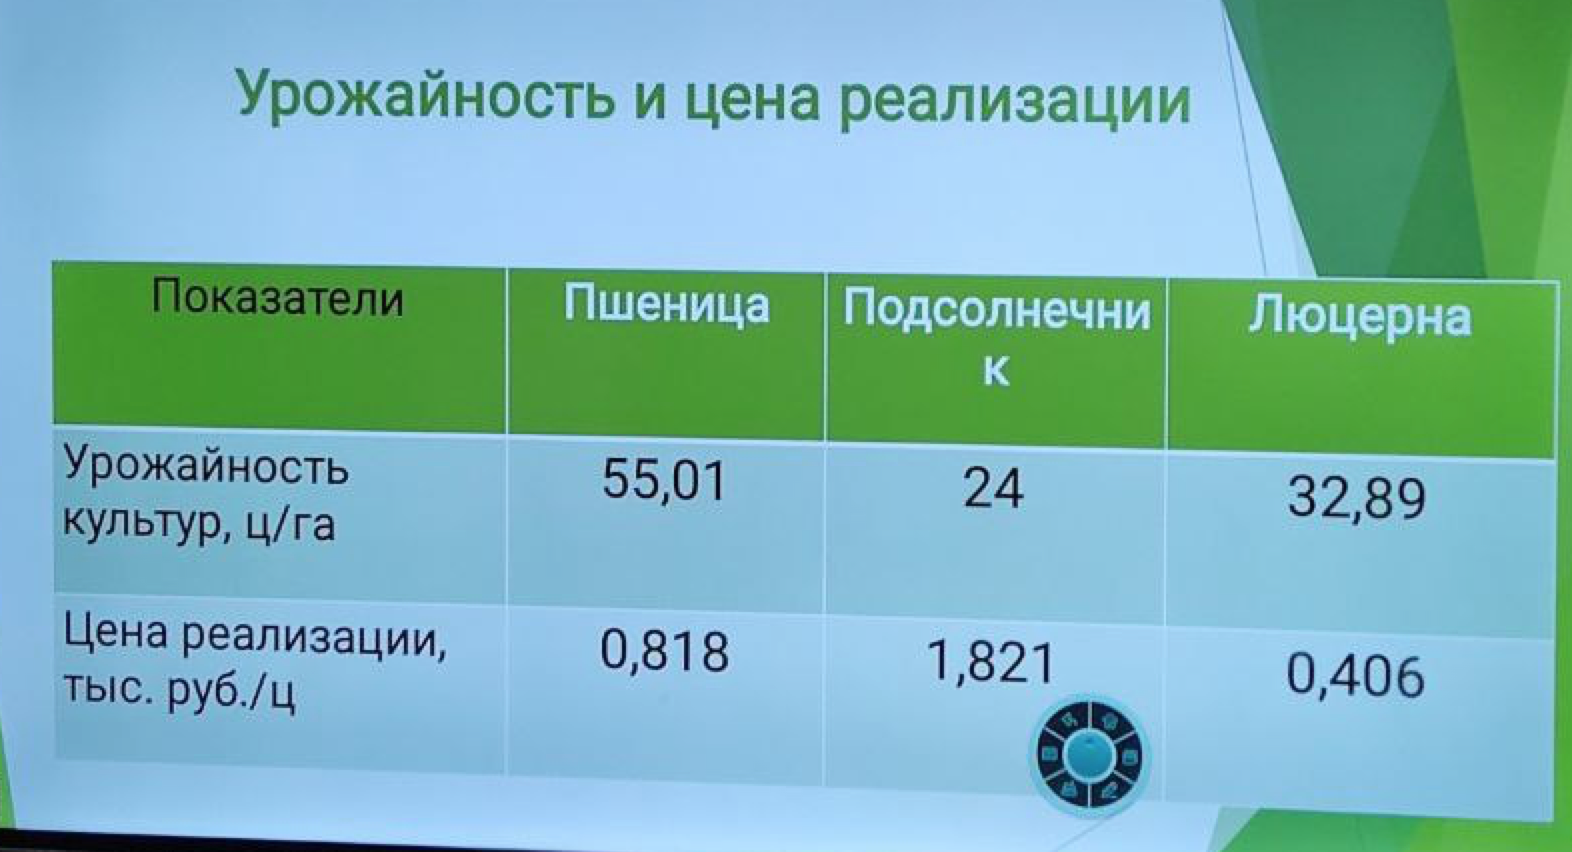 Урожайность и цена реализации
Показатели
Пшеница
Подсолнечни
к
Люцерна
Урожайность
культур, ц/га
55,01
24
32,89
Цена реализации,
тыс. руб./ц
0,818
1,821
0,406